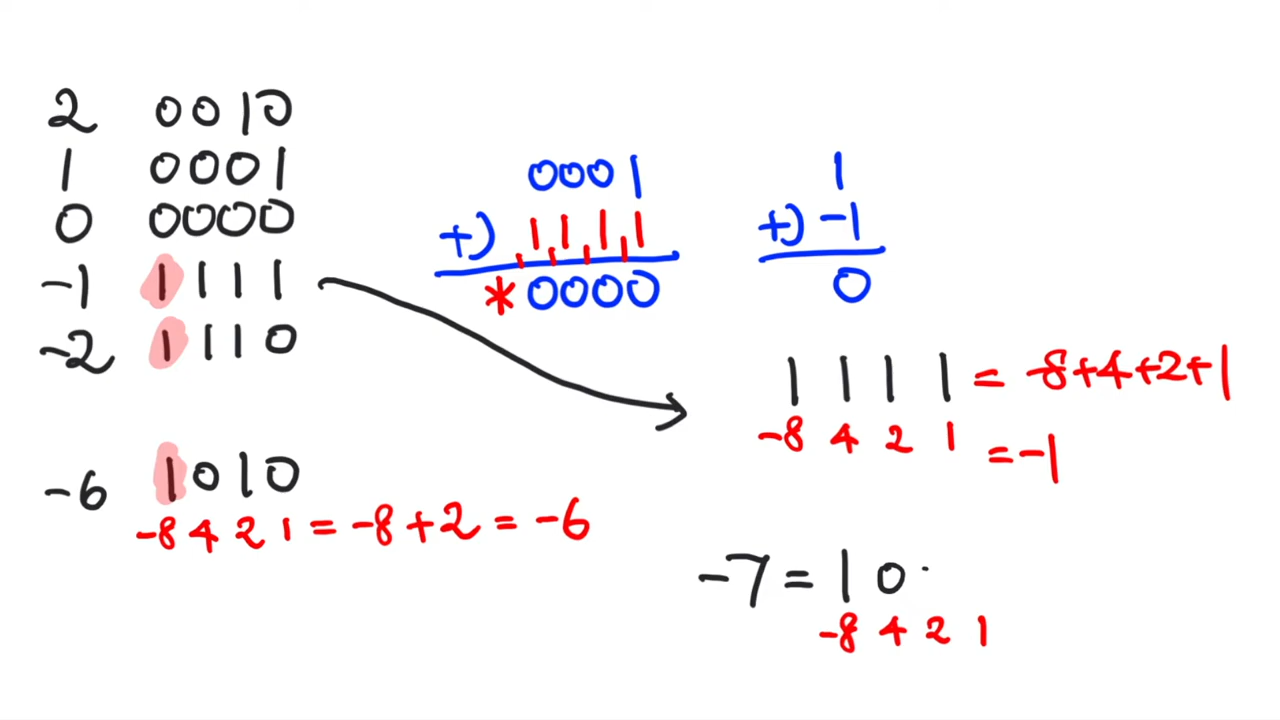 2 0010
1 0001
0 0000
-1 1111
-2 1110
-6 1010
-8 4 2 1 = -8+2 = -6
0001
+) 1111
*0000
1
+) -1
0
1111 = -8+4+2+1
-8 4 2 1 = -1
-7 = 10
-8 4 2 1